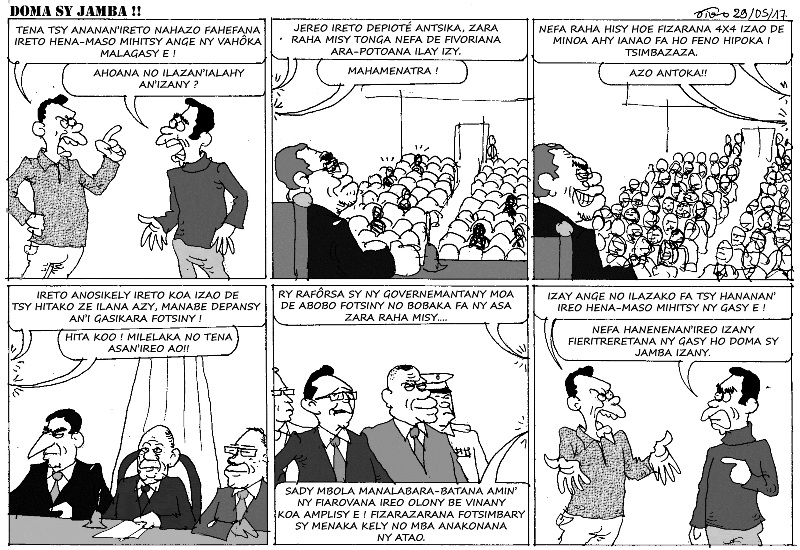 DOMA SY JAMBA !!
29/05/17
TENA TSY ANANAN'IRETO NAHAZO FAHEFANA
IRETO HENA-MASO MIHITSY ANGE NY VAHÔKA
MALAGASY E !
AHOANA NO ILAZAN'IALAHY
AN'IZANY ?
JEREO IRETO DEPIOTÉ ANTSIKA, ZARA
RAHA MISY TONGA NEFA DE FIVORIANA
ARA-POTOANA ILAY IZY.
MAHAMENATRA !
NEFA RAHA HISY HOE FIZARANA 4X4 IZAO DE
MINOA AHY IANAO FA HO FENO HIPOKA I
TSIMBAZAZA.
AZO ANTOKA!!
IRETO ANOSIKELY IRETO KOA IZAO DE
TSY HITAKO ZE ILANA AZY, MANABE DEPANSY
AN'I GASIKARA FOTSINY !
HITA KOO ! MILELAKA NO TENA
ASAN'IREO AO!!
RY RAFÔRSA SY NY GOVERNEMANTANY MOA
DE ABOBO FOTSINY NO BOBAKA FA NY ASA
ZARA RAHA MISY....
SADY MBOLA MANALABARA-BATANA AMIN'
NY FIAROVANA IREO OLONY BE VINANY
KOA AMPLISY E ! FIZARAZARANA FOTSIMBARY
SY MENAKA KELY NO MBA ANAKONANA
NY ATAO.
IZAY ANGE NO ILAZAKO FA TSY HANANAN'
IREO HENA-MASO MIHITSY NY GASY E !
NEFA HANENENAN'IREO IZANY
FIERITRERETANA NY GASY HO DOMA SY
JAMBA IZANY.